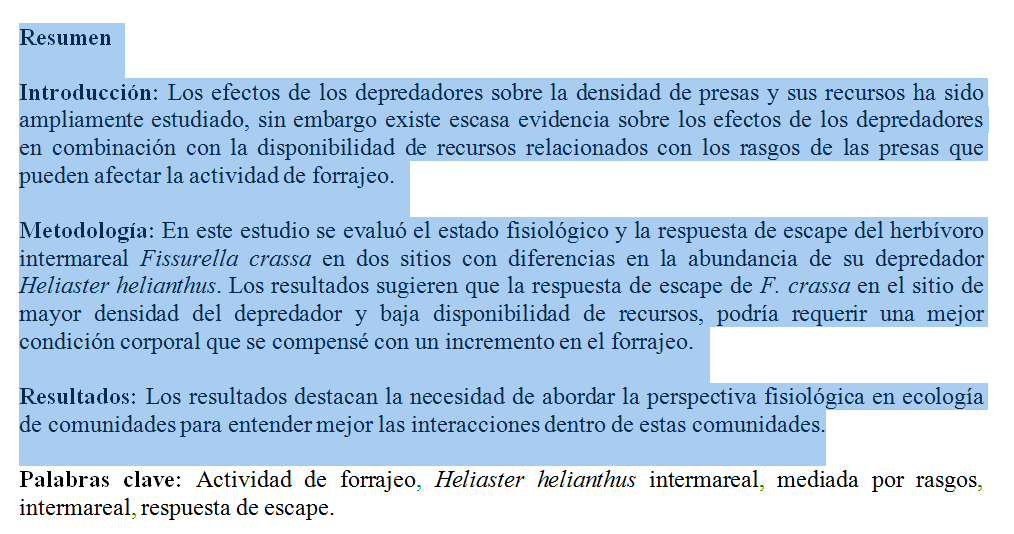 Resumen
Introducción: Los efectos de los depredadores sobre la densidad de presas y sus recursos ha sido
ampliamente estudiado, sin embargo existe escasa evidencia sobre los efectos de los depredadores
en combinación con la disponibilidad de recursos relacionados con los rasgos de las presas que
pueden afectar la actividad de forrajeo.
Metodología: En este estudio se evaluó el estado fisiológico y la respuesta de escape del herbívoro
intermareal Fissurella crassa en dos sitios con diferencias en la abundancia de su depredador
Heliaster helianthus. Los resultados sugieren que la respuesta de escape de F. crassa en el sitio de
mayor densidad del depredador y baja disponibilidad de recursos, podría requerir una mejor
condición corporal que se compensé con un incremento en el forrajeo.
Resultados: Los resultados destacan la necesidad de abordar la perspectiva fisiológica en ecología
de comunidades para entender mejor las interacciones dentro de estas comunidades.
Palabras clave: Actividad de forrajeo, Heliaster helianthus intermareal, mediada por rasgos,
intermareal, respuesta de escape.